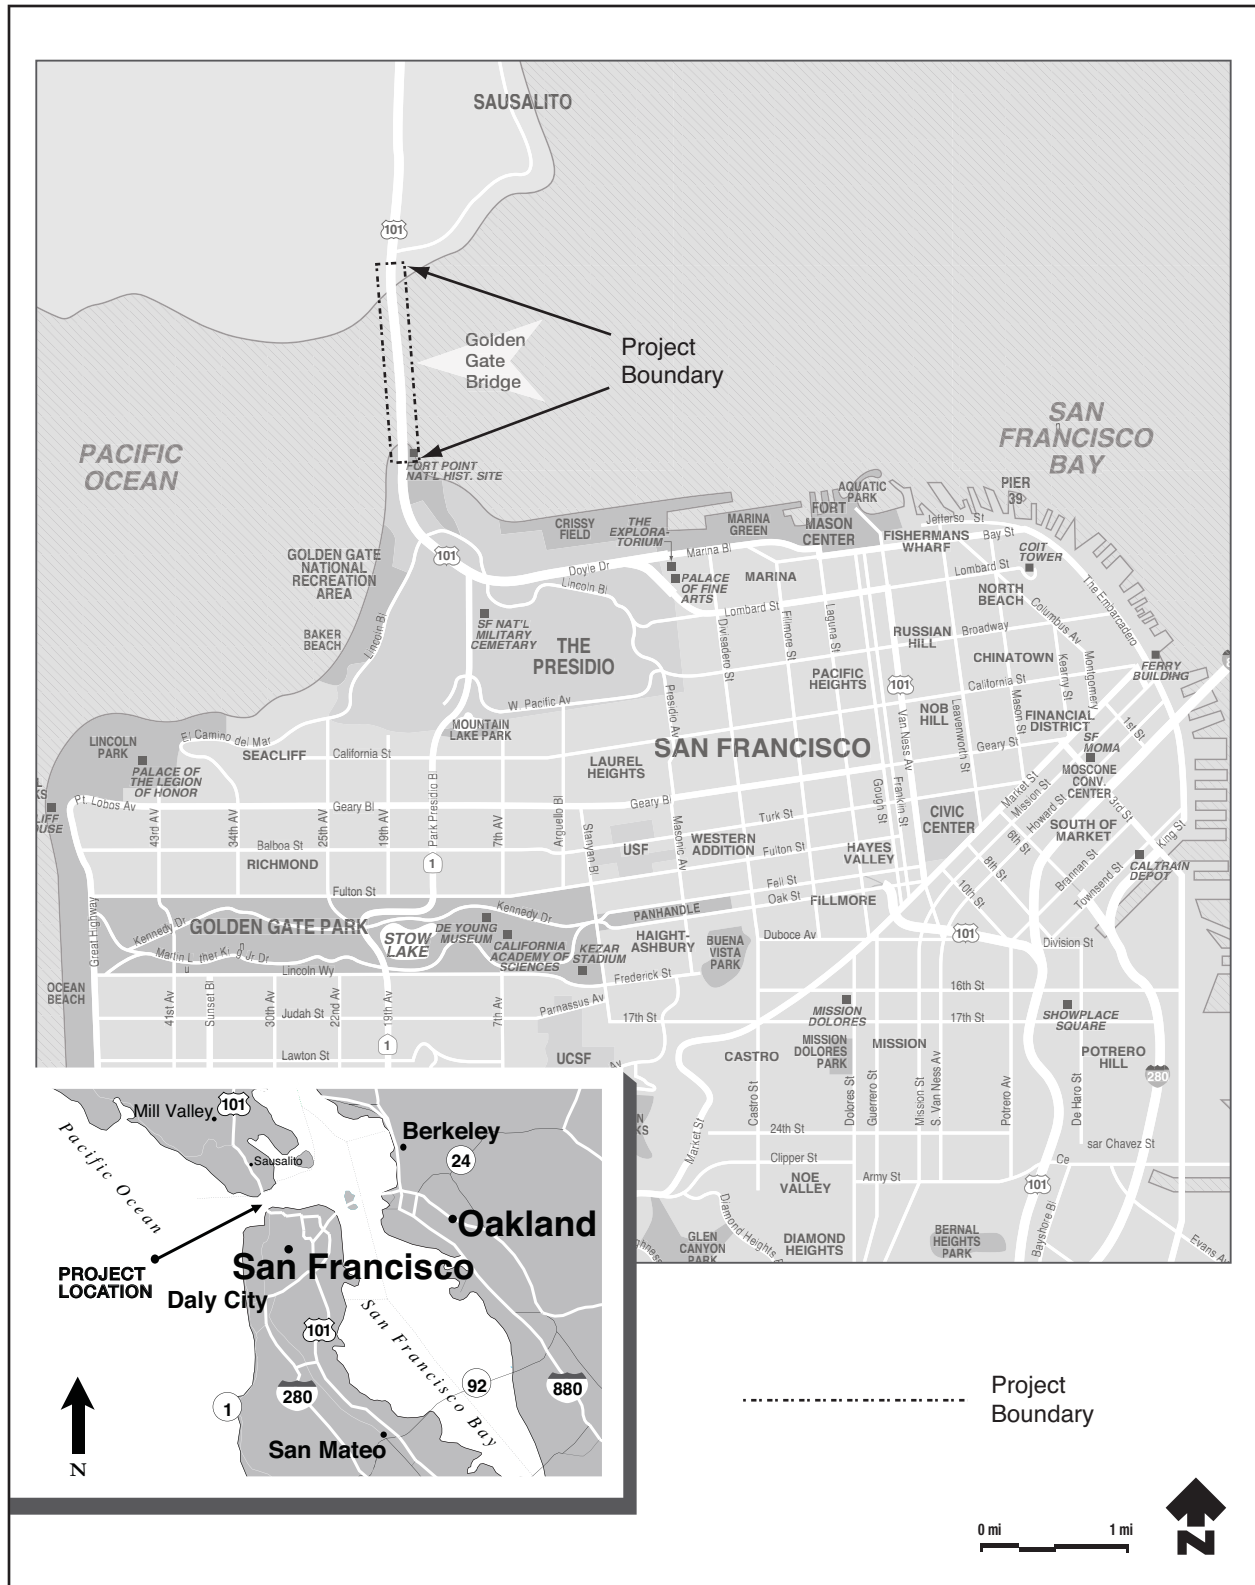 SAUSALITO
101
Golden
Gate
Bridge
Project
Boundary
PACIFIC
OCEAN
SAN
FRANCISCO
BAY
FORT POINT
NAT'L HIST. SITE
AQUATIC
PARK
PIER
39
CRISSY
FIELD
THE
EXPLORA-
TORIUM
MARINA
GREEN
FORT
MASON
CENTER
Jefferso St
FISHERMANS
WHARF
Bay St
COIT
TOWER
101
GOLDEN GATE
NATIONAL
RECREATION
AREA
Doyle Dr
Marina Bl
Lincoln Bl
PALACE
OF FINE
ARTS
MARINA
Lombard St
NORTH
BEACH
The Embarcadero
BAKER
BEACH
Lincoln Bl
SF NAT'L
MILITARY
CEMETARY
THE
PRESIDIO
Lombard St
Divisadero St
Fillmore St
Laguna St
RUSSIAN
HILL
Broadway
Columbus Av
CHINATOWN
Kearny St
Montgomery
FERRY
BUILDING
PACIFIC
HEIGHTS
101
California St
W. Pacific Av
Presidio Av
NOB
HILL
Leavenworth St
Mason St
FINANCIAL
DISTRICT
1st St
MOUNTAIN
LAKE PARK
Van Ness Av
Geary St
SF
MOMA
LINCOLN
PARK
El Camino del Mar
SEACLIFF
California St
SAN FRANCISCO
LAUREL
HEIGHTS
MOSCONE
CONV.
CENTER
PALACE OF
THE LEGION
OF HONOR
L
KS
LIFF
OUSE
Pt. Lobos Av
Geary Bl
Geary Bl
Park Presidio Bl
Arguello Bl
Stanyan Bl
Masonic Av
Turk St
Gough St
Franklin St
CIVIC
CENTER
Market St
Mission St
Howard St
3rd St
SOUTH OF
MARKET
King St
43rd AV
34th AV
25th AV
19th AV
7th AV
Balboa St
RICHMOND
1
USF
WESTERN
ADDITION
Fulton St
HAYES
VALLEY
6th St
8th St
10th St
Brannan St
Townsend St
CALTRAIN
DEPOT
Fulton St
Fell St
Oak St
FILLMORE
Great Highway
Kennedy Dr
GOLDEN GATE PARK
STOW
LAKE
DE YOUNG
MUSEUM
Kennedy Dr
CALIFORNIA
ACADEMY OF
SCIENCES
KEZAR
STADIUM
PANHANDLE
HAIGHT-
ASHBURY
BUENA
VISTA
PARK
Duboce Av
101
Division St
Martin Luther King Jr Dr
Lincoln Wy
Frederick St
16th St
OCEAN
BEACH
41st Av
Sunset Bl
30th Av
22nd Av
19th Av
7th Av
Judah St
Parnassus Av
17th St
MISSION
DOLORES
17th St
SHOWPLACE
SQUARE
1
Lawton St
UCSF
Av
CASTRO
MISSION
DOLORES
PARK
MISSION
POTRERO
HILL
280
Castro St
Dolores St
Guerrero St
Mission St
S. Van Ness Av
Potrero Av
De Haro St
N
KS
Market St
24th St
Clipper St
sar Chavez St
Ce
NOE
VALLEY
Army St
101
Bayshore Bl
Diamond Heights
GLEN
CANYON
PARK
DIAMOND
HEIGHTS
BERNAL
HEIGHTS
PARK
Evans Av
Mill Valley
101
Pacific Ocean
Sausalito
Berkeley
24
Oakland
San Francisco
PROJECT
LOCATION
Daly City
101
San Francisco Bay
280
92
880
1
San Mateo
N
Project
Boundary
0 mi
1 mi
N